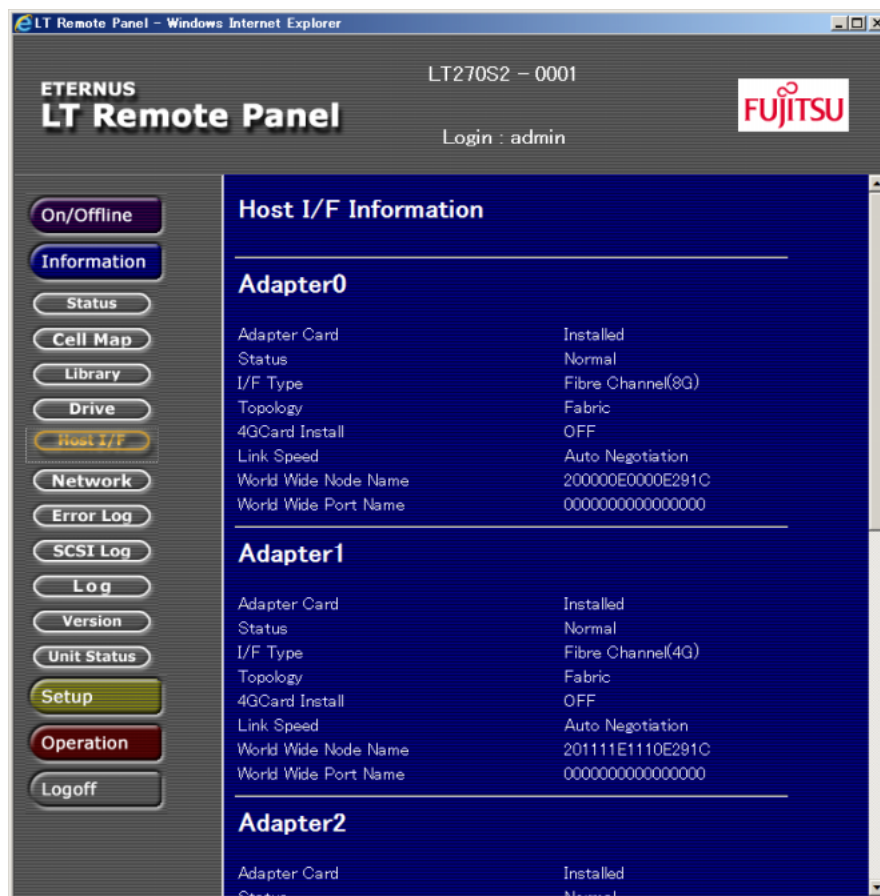 LT Remote Panel - Windows Internet Explorer
ETERNUS
LT Remote Panel
LT270S2 - 0001
Login : admin
FUJITSU
On/Offline
Information
Status
Cell Map
Library
Drive
Host I/F
Network
Error Log
SCSI Log
Log
Version
Unit Status
Setup
Operation
Logoff
Host I/F Information
Adapter0
Adapter Card Installed
Status Normal
I/F Type Fibre Channel(8G)
Topology Fabric
4GCard Install OFF
Link Speed Auto Negotiation
World Wide Node Name 200000E0000E291C
World Wide Port Name 0000000000000000
Adapter1
Adapter Card Installed
Status Normal
I/F Type Fibre Channel(4G)
Topology Fabric
4GCard Install OFF
Link Speed Auto Negotiation
World Wide Node Name 201111E1110E291C
World Wide Port Name 0000000000000000
Adapter2
Adapter Card Installed
Status Normal